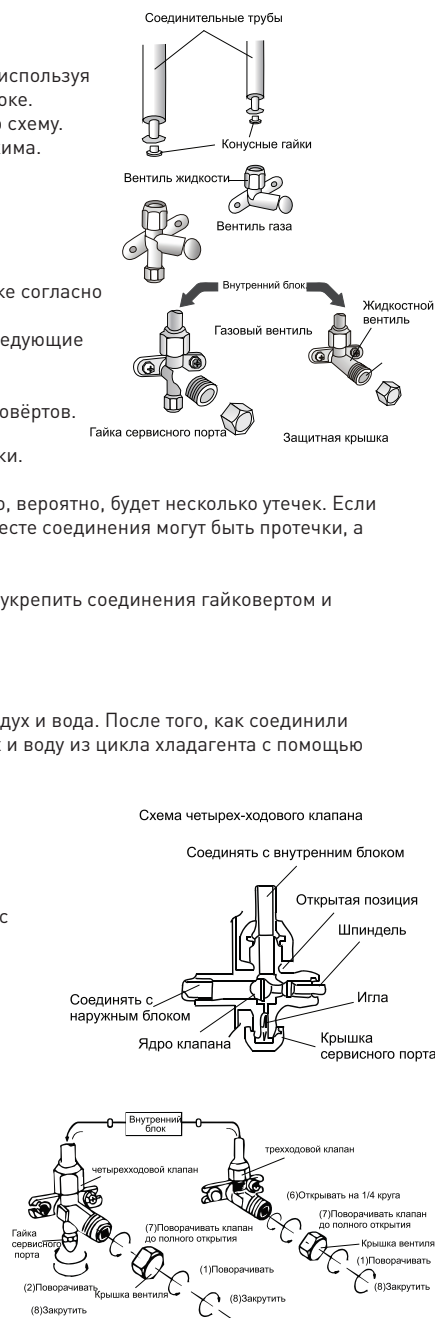 Соединительные трубы
используя
оке.
о схему.
кима.
Конусные гайки
Вентиль жидкости
Вентиль газа
ке согласно
Внутренний блок
Жидкостной
вентиль
Газовый вентиль
едующие
овёртов.
Гайка сервисного порта
Защитная крышка
ки.
о, вероятно, будет несколько утечек. Если
есте соединения могут быть протечки, а
укрепить соединения гайковертом и
дух и вода. После того, как соединили
и воду из цикла хладагента с помощью
Схема четырех-ходового клапана
Соединять с внутренним блоком
Открытая позиция
с
Шпиндель
Игла
Соединять с
наружным блоком
Ядро клапана
Крышка
сервисного порта
Внутренний
блок
четырехходовой клапан
трехходовой клапан
(6)Открывать на 1/4 круга
(7)Поворачивать клапан
до полного открытия
Гайка
сервисного
порта
(7)Поворачивать клапан
до полного открытия
Крышка вентиля
(1)Поворачивать
(1)Поворачивать
(2)Поворачивать
Крышка вентиля
(8)Закрутить
(8)Закрутить
(8)Закрутить